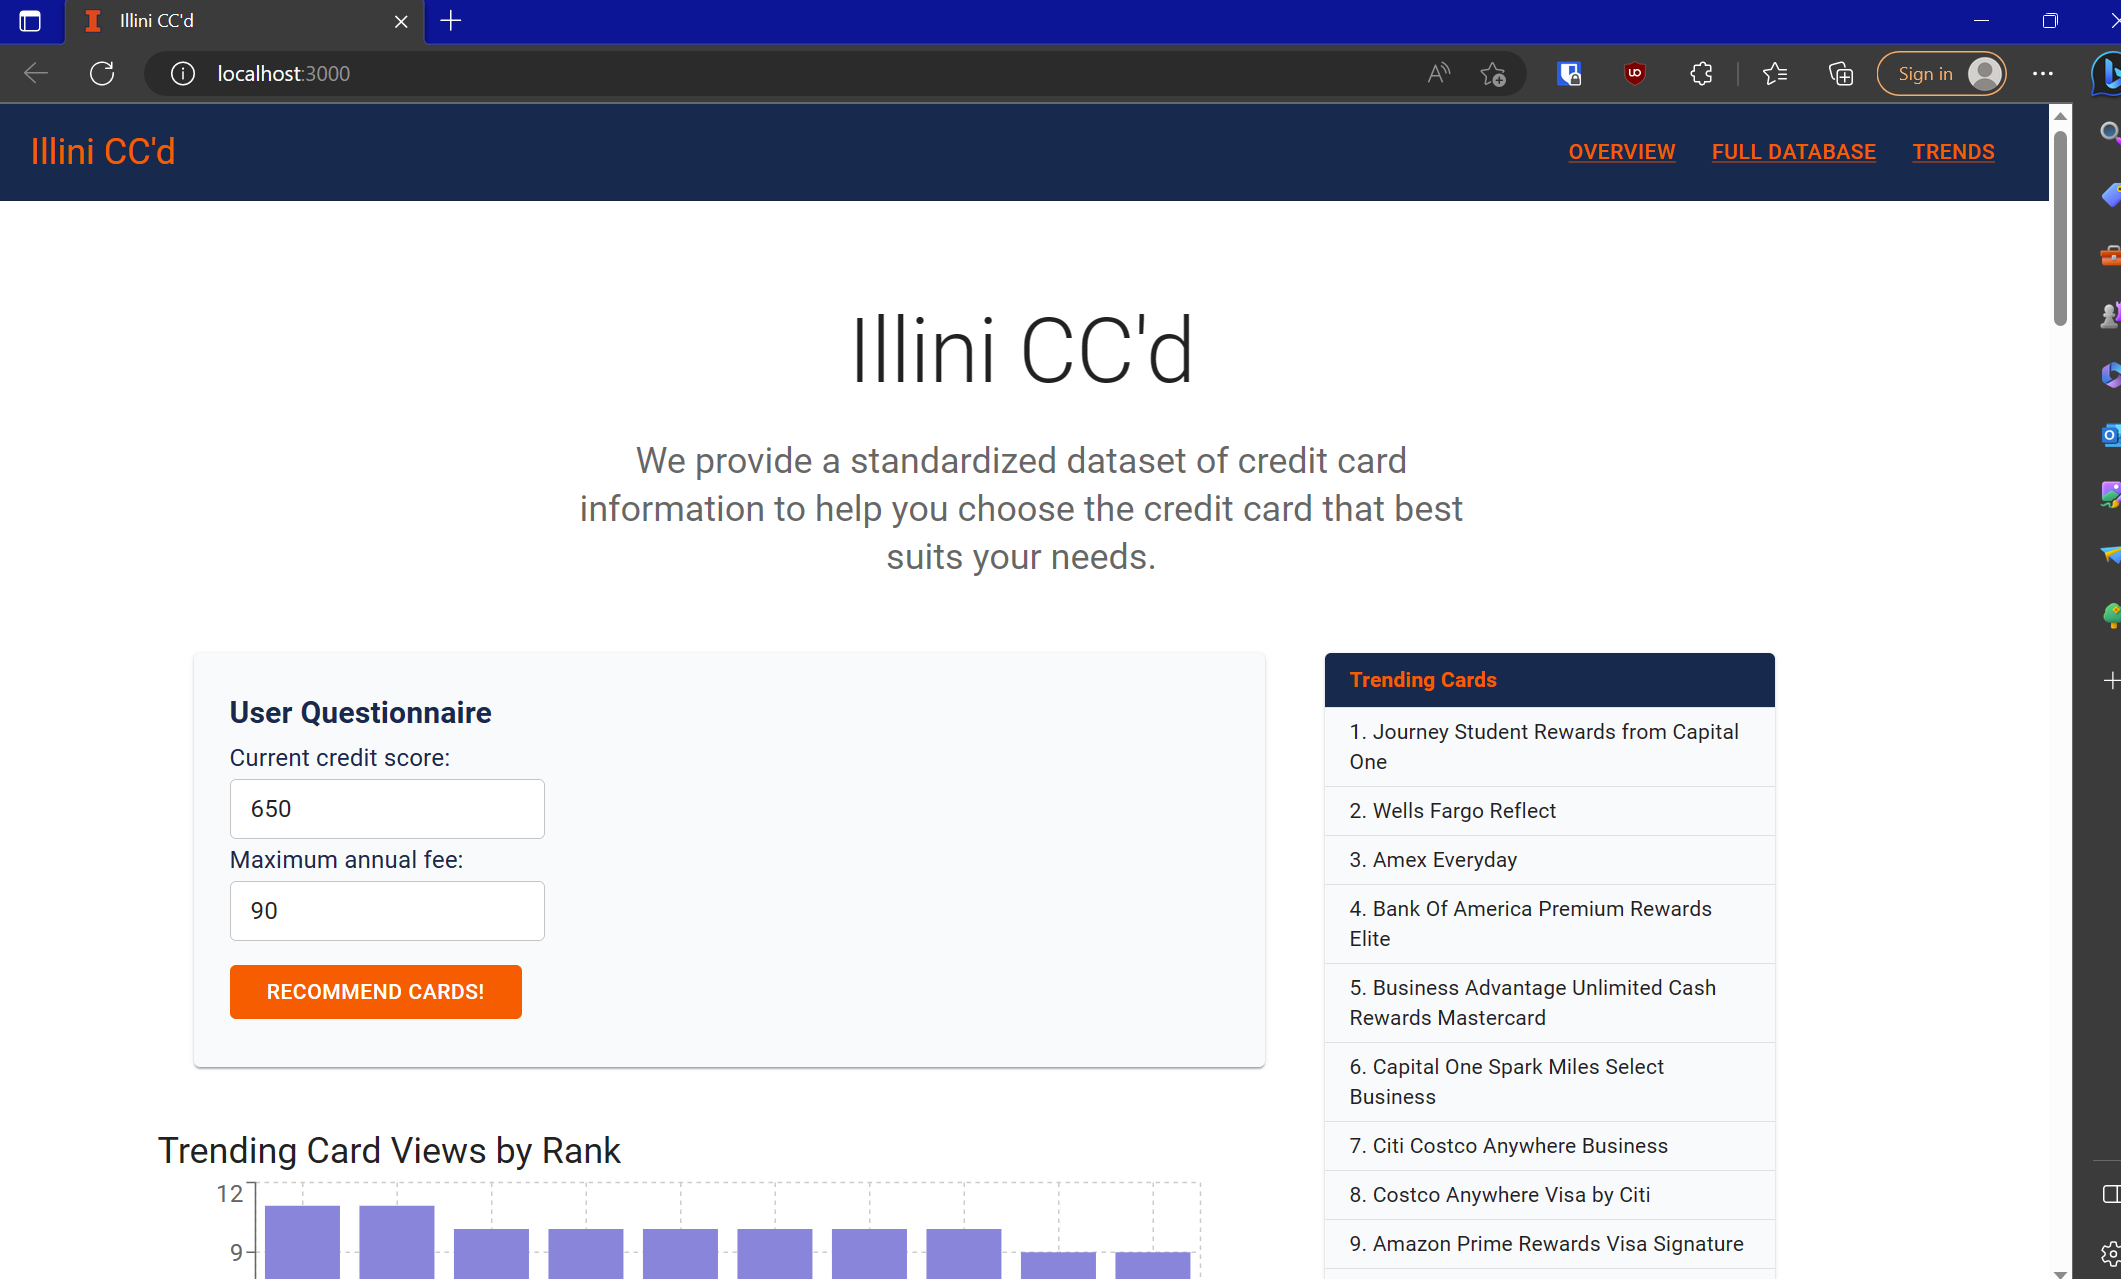 Illini CC'd
localhost:3000
Sign in
Illini CC'd
OVERVIEW
FULL DATABASE
TRENDS
Illini CC'd
We provide a standardized dataset of credit card
information to help you choose the credit card that best
suits your needs.
User Questionnaire
Current credit score:
650
Maximum annual fee:
90
RECOMMEND CARDS!
Trending Cards
1. Journey Student Rewards from Capital
One
2. Wells Fargo Reflect
3. Amex Everyday
4. Bank Of America Premium Rewards
Elite
5. Business Advantage Unlimited Cash
Rewards Mastercard
6. Capital One Spark Miles Select
Business
7. Citi Costco Anywhere Business
8. Costco Anywhere Visa by Citi
9. Amazon Prime Rewards Visa Signature
Trending Card Views by Rank
12
9